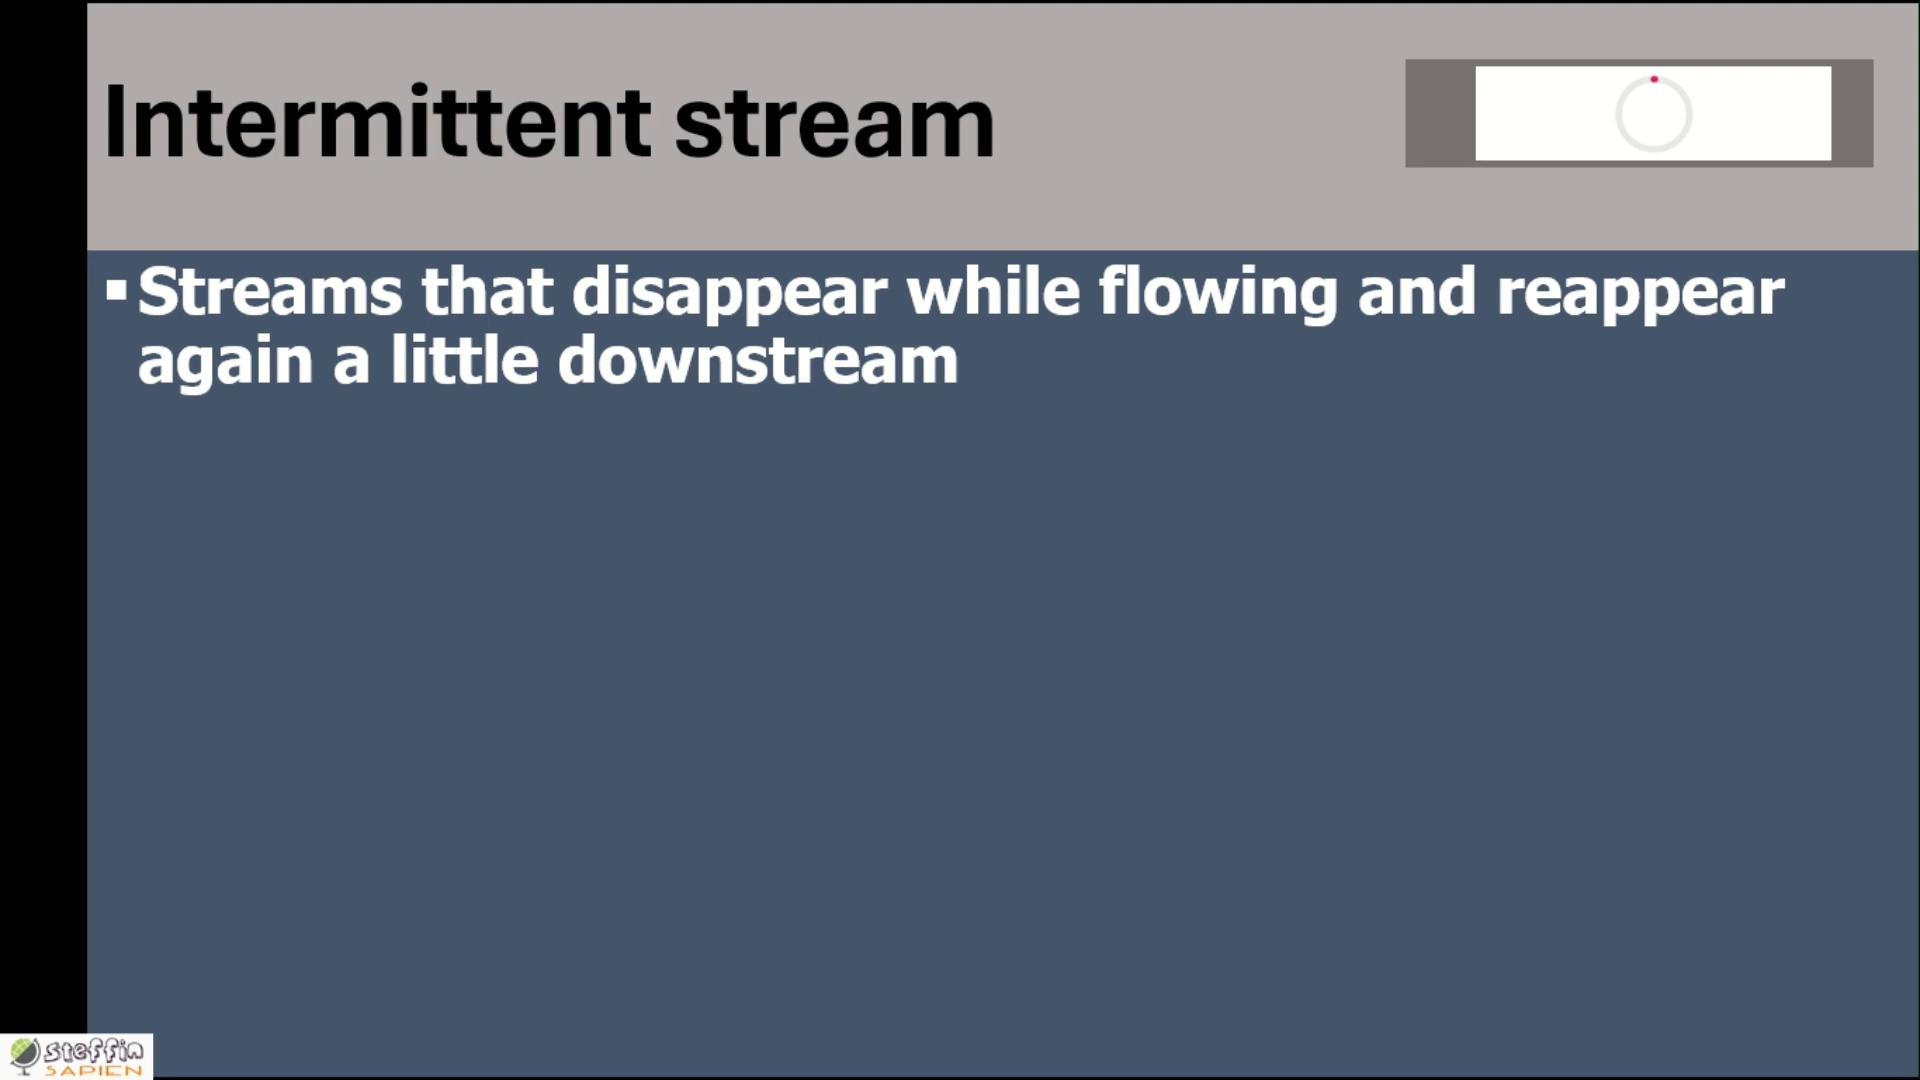 Intermittent stream
▪Streams that disappear while flowing and reappear
again a little downstream
steffin
SAPIEN